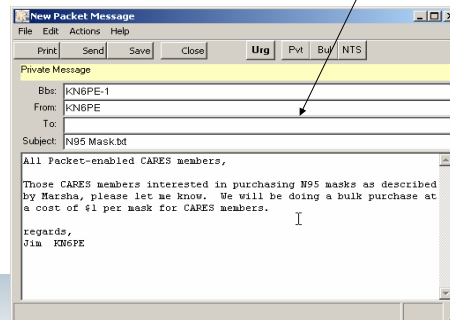 New Packet Message
File Edit Actions Help
Print Send Save Close Urg Pvt Bul NTS
Private Message
Bbs: KN6PE-1
From: KN6PE
To:
Subject: N95 Mask.txt
All Packet-enabled CARES members,
Those CARES members interested in purchasing N95 masks as described
by Marsha, please let me know. We will be doing a bulk purchase at
a cost of $1 per mask for CARES members.
regards,
Jim KN6PE